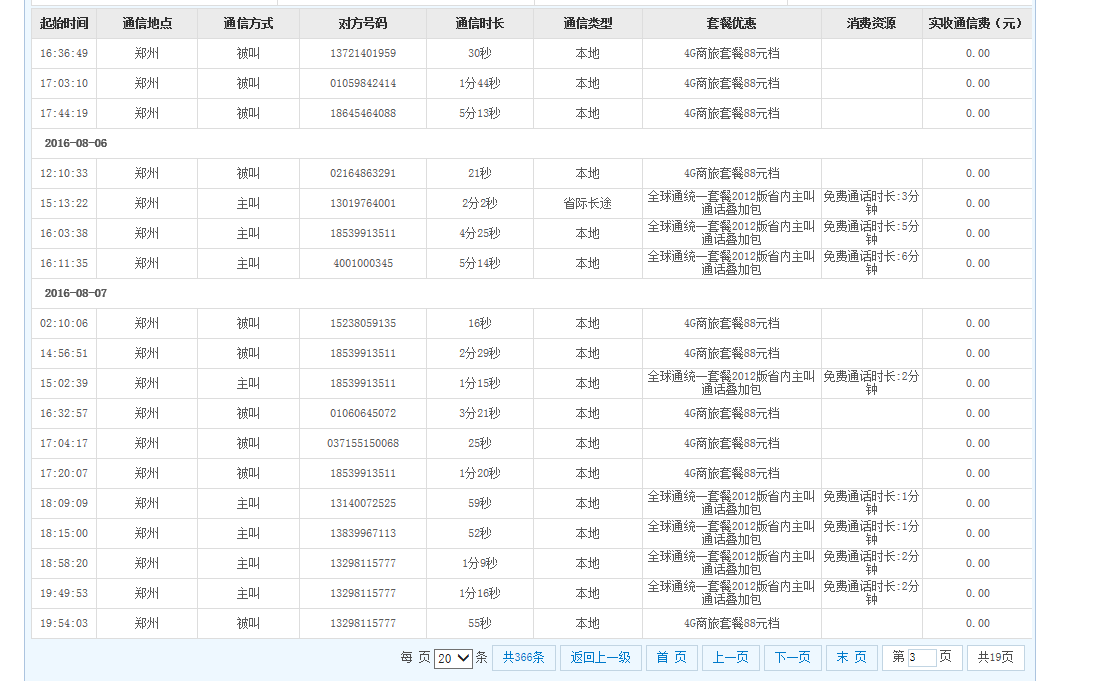 起始时间 通信地点 通信方式 对方号码 通信时长 通信类型 套餐优惠 消费资源 实收通信费（元）
16:36:49 郑州 被叫 13721401959 30秒 本地 4G商旅套餐88元档 0.00
17:03:10 郑州 被叫 01059842414 1分44秒 本地 4G商旅套餐88元档 0.00
17:44:19 郑州 被叫 18645464088 5分13秒 本地 4G商旅套餐88元档 0.00
2016-08-06
12:10:33 郑州 被叫 02164863291 21秒 本地 4G商旅套餐88元档 0.00
15:13:22 郑州 主叫 13019764001 2分2秒 省际长途 全球通统一套餐2012版省内主叫 免费通话时长:3分 0.00
通话叠加包 钟
16:03:38 郑州 主叫 18539913511 4分25秒 本地 全球通统一套餐2012版省内主叫 免费通话时长:5分 0.00
通话叠加包 钟
16:11:35 郑州 主叫 4001000345 5分14秒 本地 全球通统一套餐2012版省内主叫 免费通话时长:6分 0.00
通话叠加包 钟
2016-08-07
02:10:06 郑州 被叫 15238059135 16秒 本地 4G商旅套餐88元档 0.00
14:56:51 郑州 被叫 18539913511 2分29秒 本地 4G商旅套餐88元档 0.00
15:02:39 郑州 主叫 18539913511 1分15秒 本地 全球通统一套餐2012版省内主叫 免费通话时长:2分 0.00
通话叠加包 钟
16:32:57 郑州 被叫 01060645072 3分21秒 本地 4G商旅套餐88元档 0.00
17:04:17 郑州 被叫 037155150068 25秒 本地 4G商旅套餐88元档 0.00
17:20:07 郑州 被叫 18539913511 1分20秒 本地 4G商旅套餐88元档 0.00
18:09:09 郑州 主叫 13140072525 59秒 本地 全球通统一套餐2012版省内主叫 免费通话时长:1分 0.00
通话叠加包 钟
18:15:00 郑州 主叫 13839967113 52秒 本地 全球通统一套餐2012版省内主叫 免费通话时长:1分 0.00
通话叠加包 钟
18:58:20 郑州 主叫 13298115777 1分9秒 本地 全球通统一套餐2012版省内主叫 免费通话时长:2分 0.00
通话叠加包 钟
19:49:53 郑州 主叫 13298115777 1分16秒 本地 全球通统一套餐2012版省内主叫 免费通话时长:2分 0.00
通话叠加包 钟
19:54:03 郑州 被叫 13298115777 55秒 本地 4G商旅套餐88元档 0.00
每 页 20 条 共366条 返回上一级 首 页 上一页 下一页 末 页 第 3 页 共19页